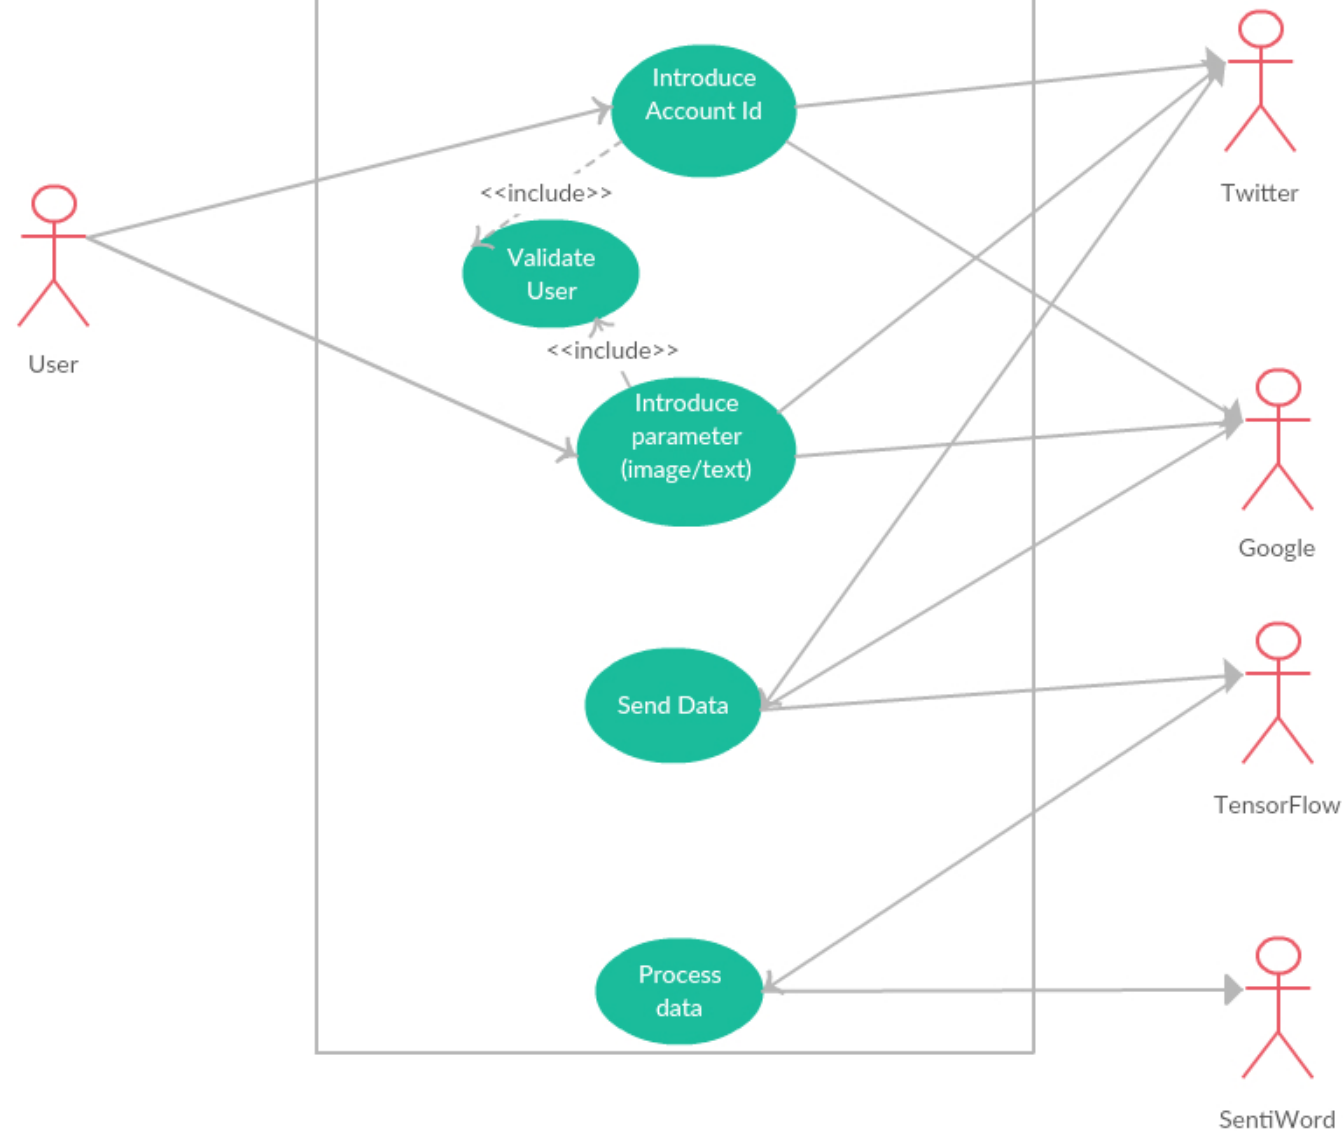 Introduce
Account Id
Twitter
<<include>>
Validate
User
User
<<include>>
Introduce
parameter
(image/text)
Google
Send Data
TensorFlow
Process
data
SentiWord